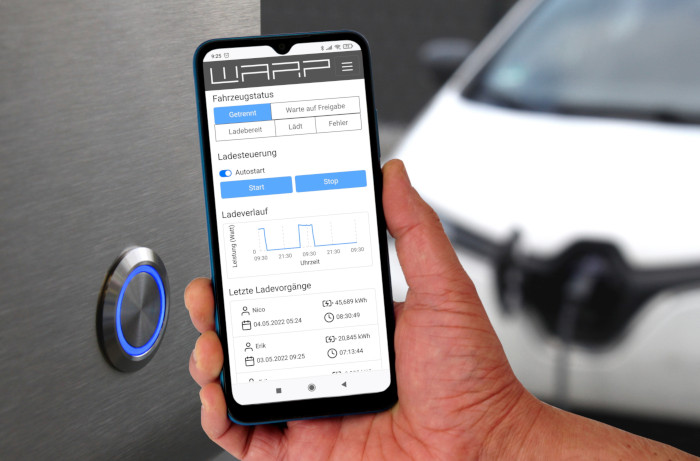 9:25
WARP
Fahrzeugstatus
Getrennt Warte auf Freigabe
Ladebereit Lädt Fehler
Ladesteuerung
Autostart
Start Stop
Ladeverlauf
Leistung (Watt)
0
09:30 21:30 09:30 21:30 09:30
Uhrzeit
Letzte Ladevorgänge
Nico 45,689 kWh
04.05.2022 05:24 08:30:49
Erik 20,845 kWh
03.05.2022 09:25 07:13:44